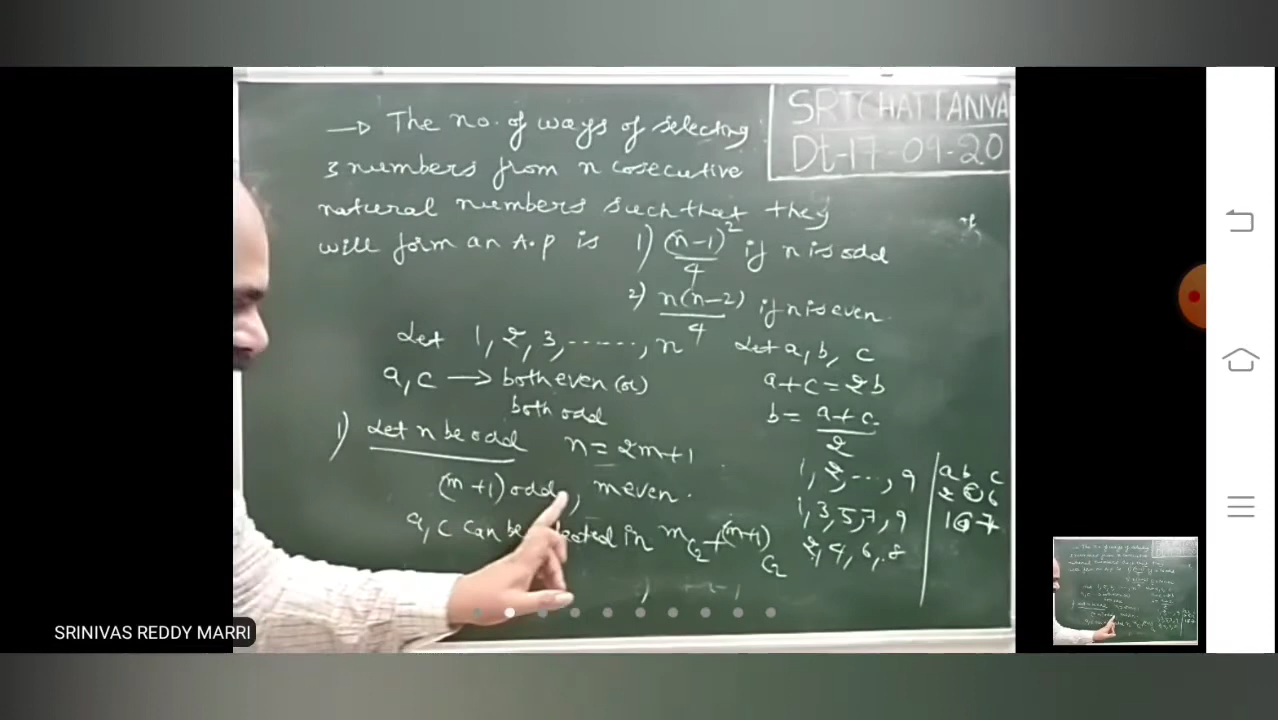 → The no. of ways of selecting
3 numbers from n cosecutive
natural numbers such that they
will form an A.p is 1) (n-1)²/4 if n is odd
2) n(n-2)/4 if n is even.
Let 1, 2, 3, ......, n
a, c → both even (or)
both odd
1) Let n be odd n = 2m+1
(m+1) odd, m even.
a, c can be in mC2 + (m+1)C2
Let a, b, c
a+c = 2b
b = a+c/2
1, 2, ..., 9
1, 3, 5, 7, 9
2, 4, 6, 8
a b c
2 6
1 7
SRICHAITANYA
Dt-17-09-20
SRINIVAS REDDY MARRI